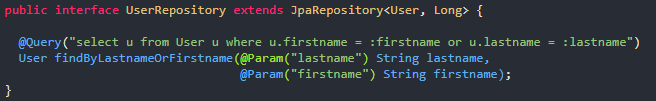 public interface UserRepository extends JpaRepository<User, Long> {
@Query("select u from User u where u.firstname = :firstname or u.lastname = :lastname")
User findByLastnameOrFirstname(@Param("lastname") String lastname,
@Param("firstname") String firstname);
}